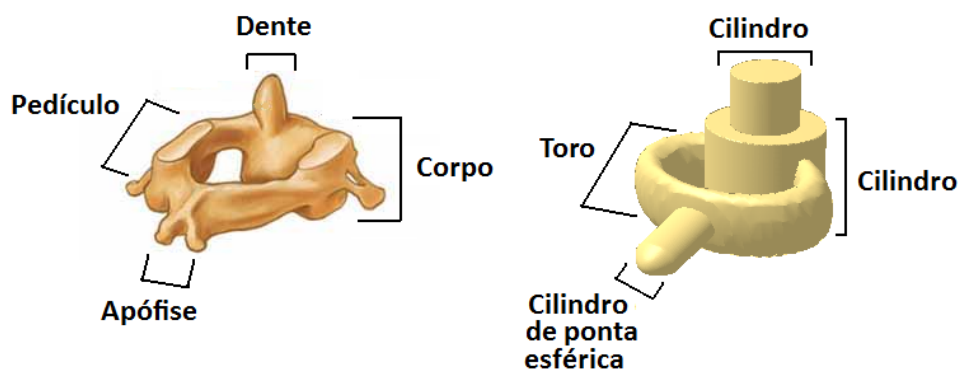 Dente
Pedículo
Corpo
Apófise
Cilindro
Toro
Cilindro
Cilindro
de ponta
esférica